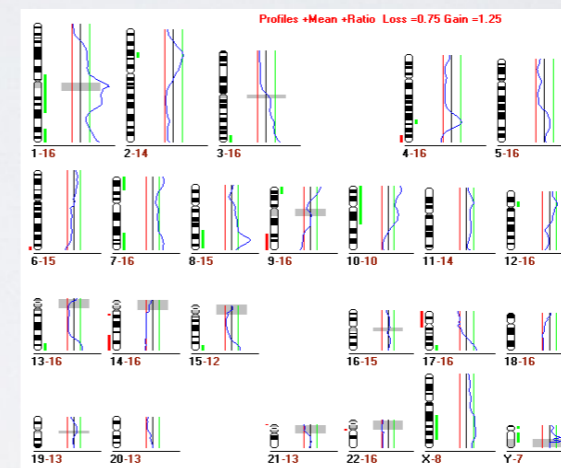 Profiles +Mean +Ratio Loss =0.75 Gain =1.25
1-16 2-14 3-16 4-16 5-16
6-15 7-16 8-15 9-16 10-10 11-14 12-16
13-16 14-16 15-12 16-15 17-16 18-16
19-13 20-13 21-13 22-16 X-8 Y-7